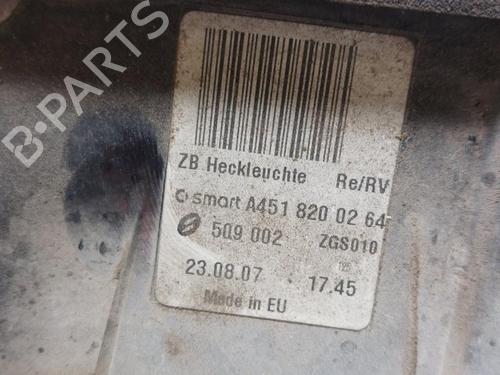 B-PARTS
ZB Heckleuchte Re/RV
smart A451 820 02 64
509 002 ZGS010
23.08.07 17.45
Made in EU
B-PARTS